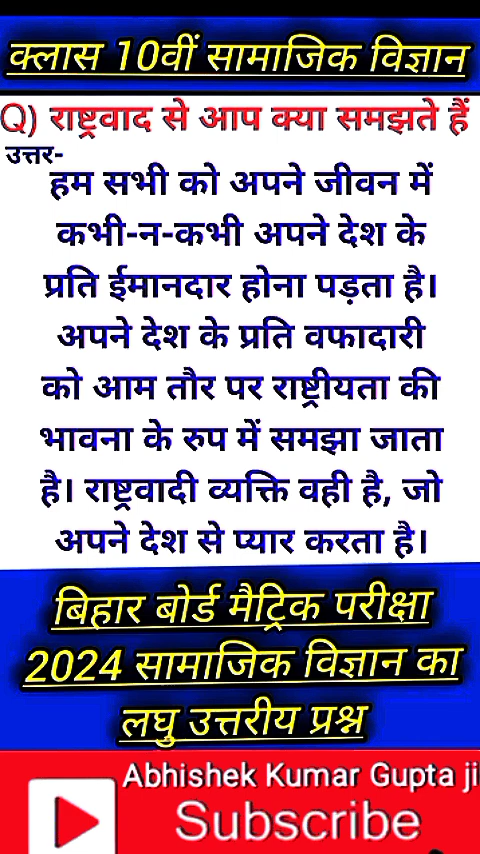 क्लास 10वीं सामाजिक विज्ञान
Q) राष्ट्रवाद से आप क्या समझते हैं
उत्तर-
हम सभी को अपने जीवन में
कभी-न-कभी अपने देश के
प्रति ईमानदार होना पड़ता है।
अपने देश के प्रति वफादारी
को आम तौर पर राष्ट्रीयता की
भावना के रुप में समझा जाता
है। राष्ट्रवादी व्यक्ति वही है, जो
अपने देश से प्यार करता है।
बिहार बोर्ड मैट्रिक परीक्षा
2024 सामाजिक विज्ञान का
लघु उत्तरीय प्रश्न
Abhishek Kumar Gupta ji
Subscribe